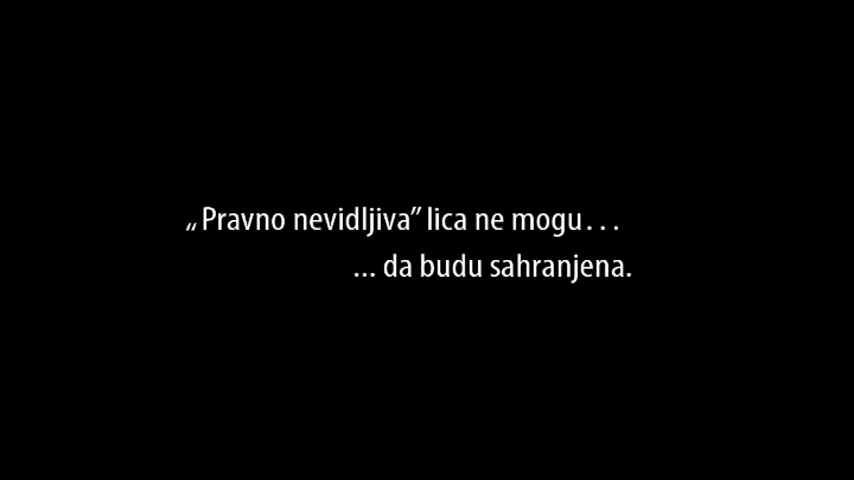 „Pravno nevidljiva” lica ne mogu...
... da budu sahranjena.